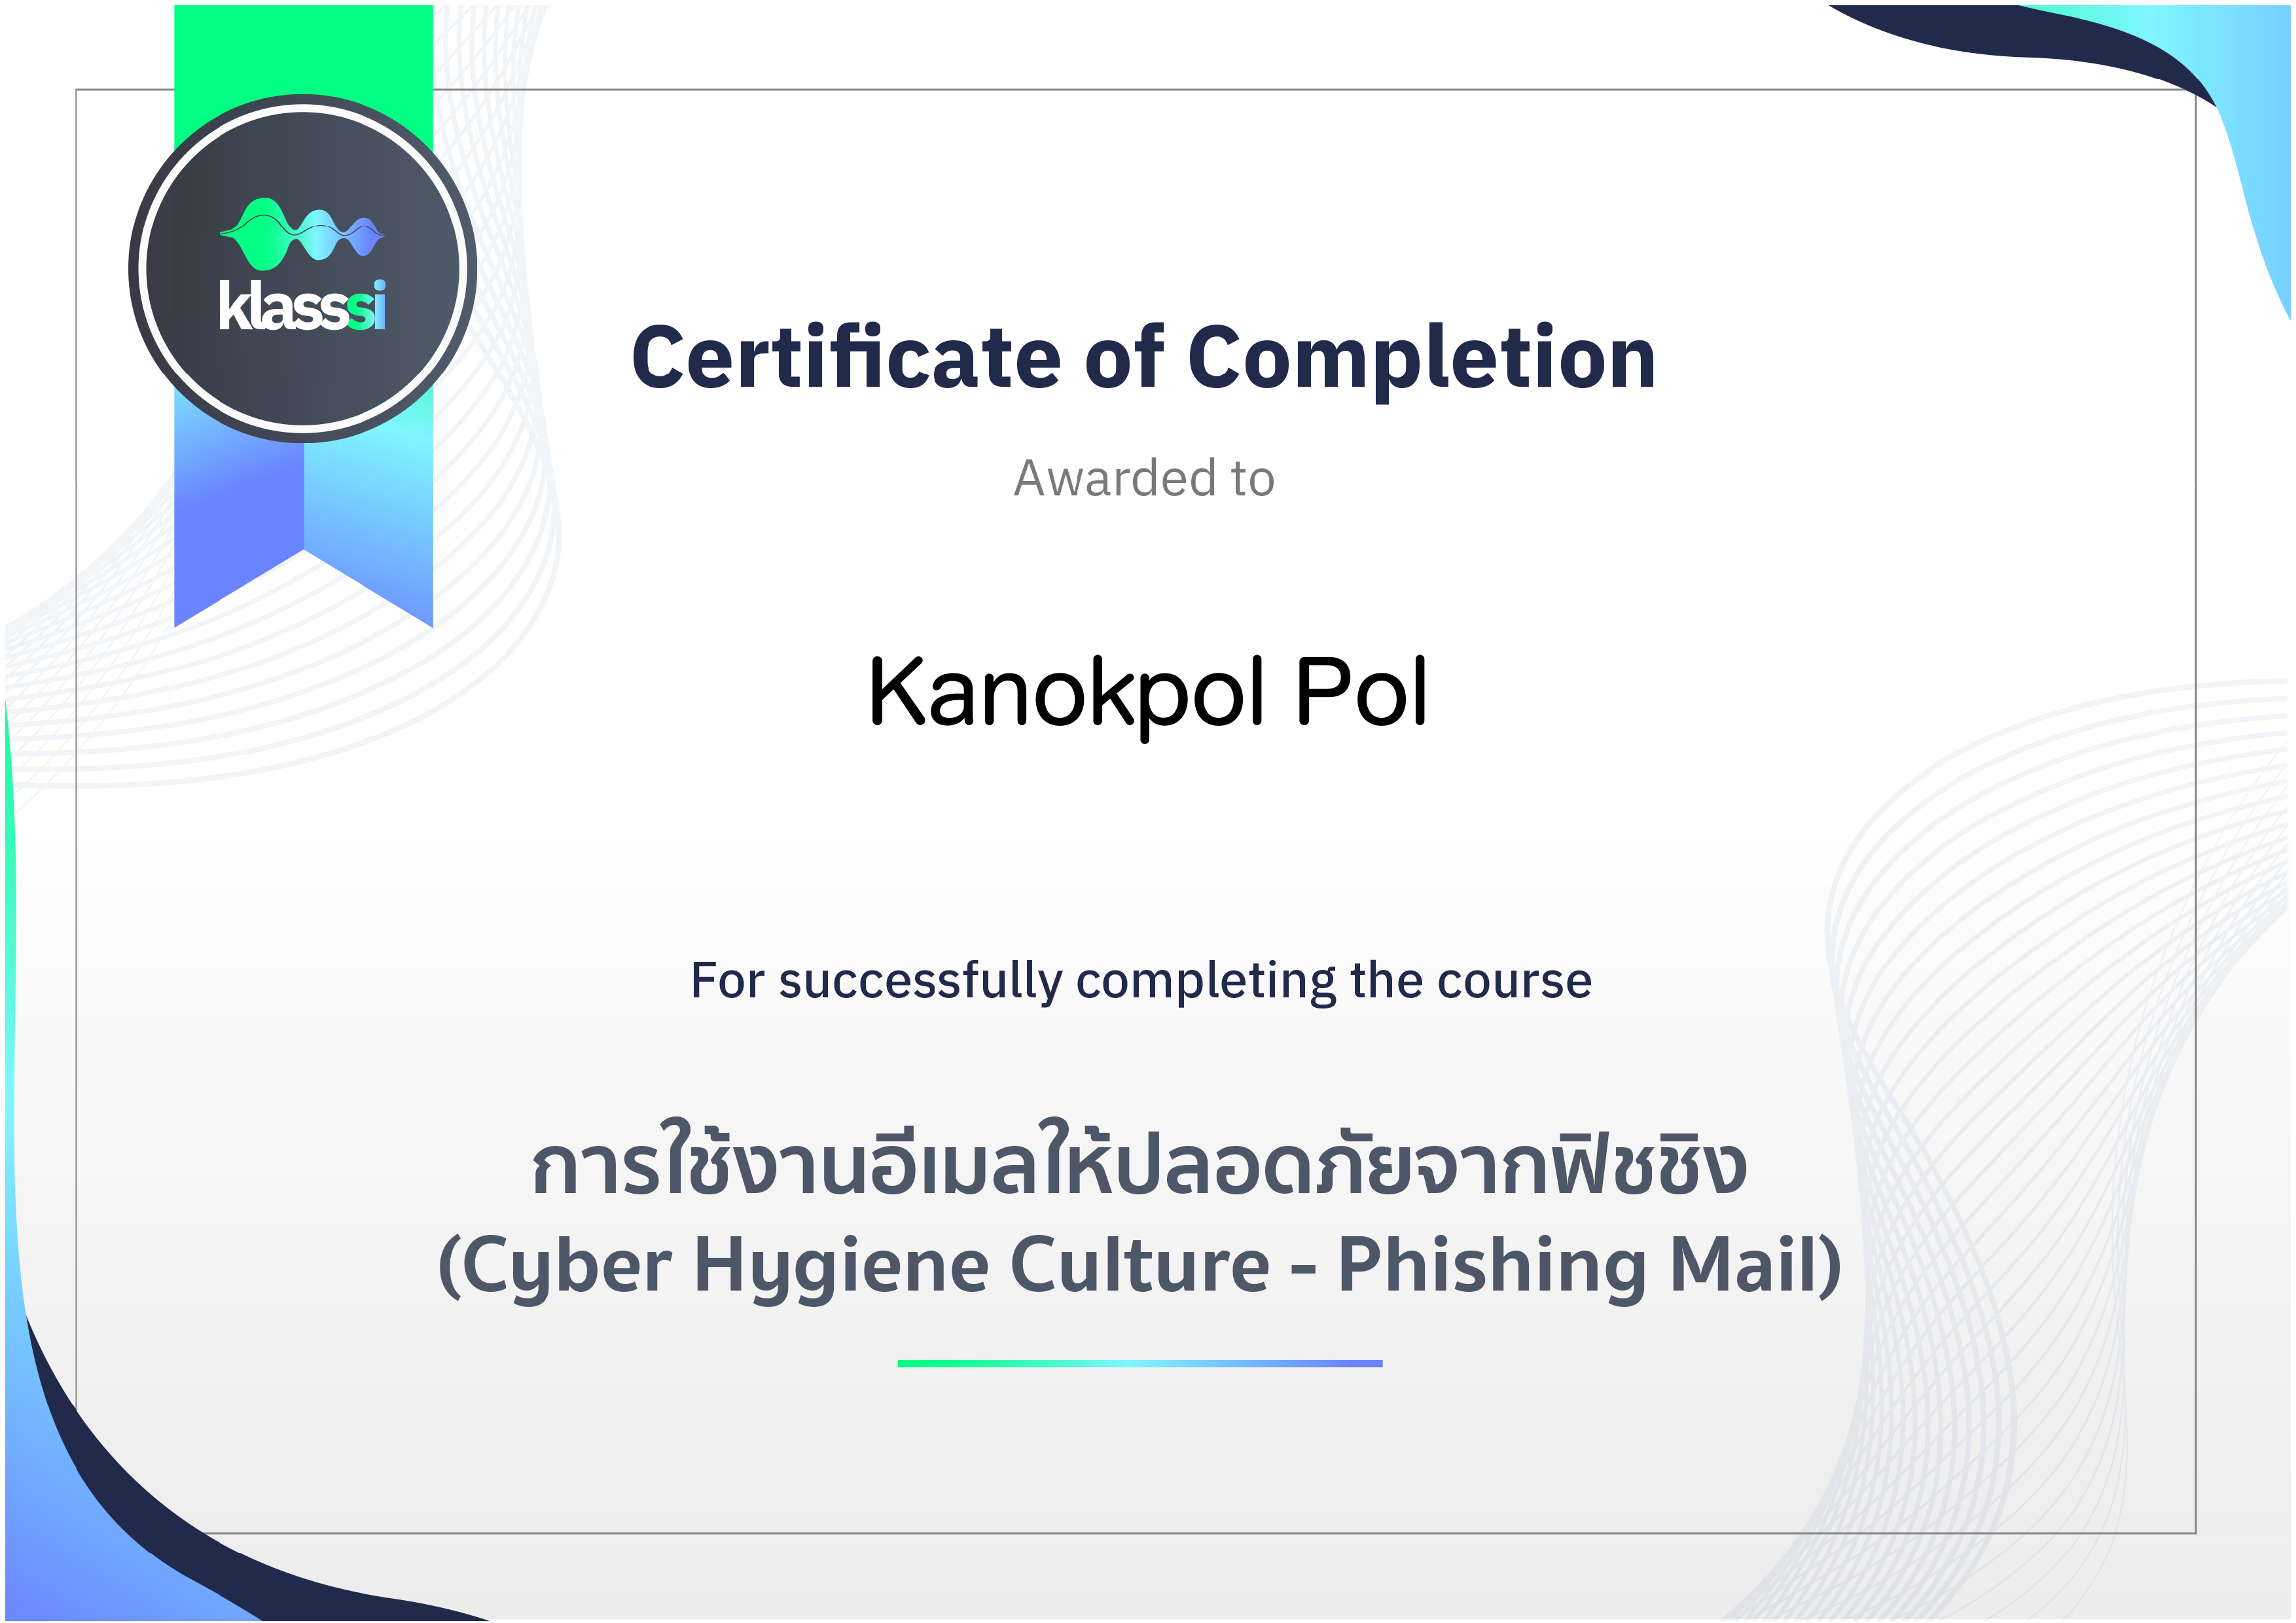 klasssi
Certificate of Completion
Awarded to
Kanokpol Pol
For successfully completing the course
การใช้งานอีเมลให้ปลอดภัยจากฟิชชิง
(Cyber Hygiene Culture - Phishing Mail)